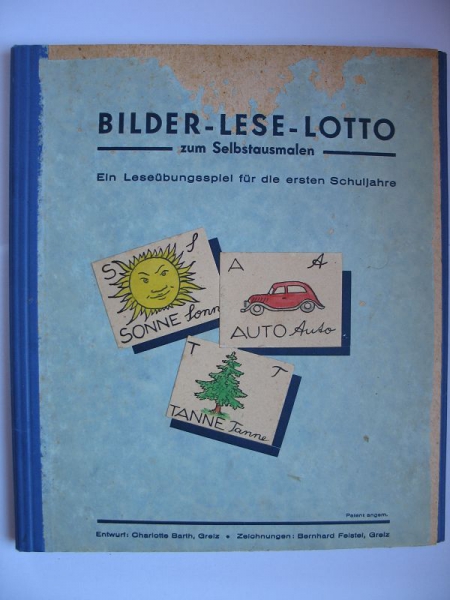 BILDER-LESE-LOTTO
zum Selbstausmalen
Ein Leseübungsspiel für die ersten Schuljahre
S S
SONNE Sonn
A A
AUTO Auto
T T
TANNE Tanne
Patent angem.
Entwurf: Charlotte Barth, Greiz • Zeichnungen: Bernhard Feistel, Greiz